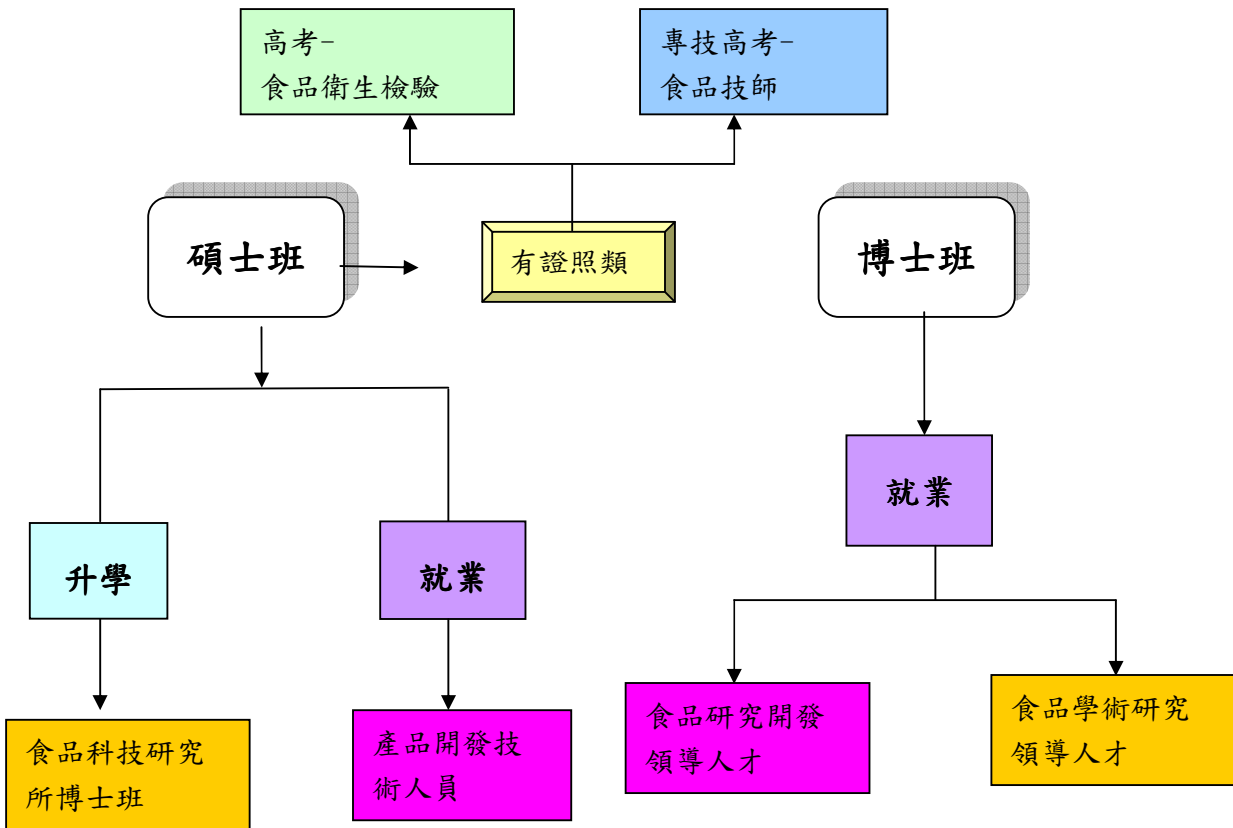 高考-
食品衛生檢驗
專技高考-
食品技師
碩士班
有證照類
博士班
升學
就業
就業
食品科技研究
所博士班
產品開發技
術人員
食品研究開發
領導人才
食品學術研究
領導人才